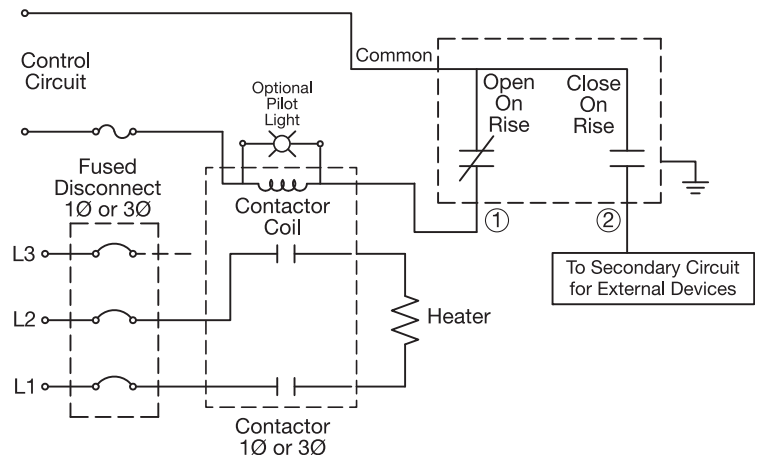 Control
Circuit
Common
Optional
Pilot
Light
Open
On
Rise
Close
On
Rise
Fused
Disconnect
1Ø or 3Ø
Contactor
Coil
1
2
To Secondary Circuit
for External Devices
L3
L2
L1
Heater
Contactor
1Ø or 3Ø